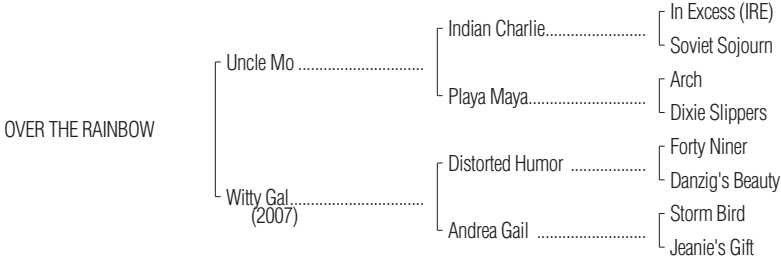 In Excess (IRE)
Indian Charlie..........................
Soviet Sojourn
Uncle Mo ................................
Arch
Playa Maya..............................
Dixie Slippers
OVER THE RAINBOW
Forty Niner
Distorted Humor ...................
Danzig's Beauty
Witty Gal..................................
(2007)
Storm Bird
Andrea Gail ............................
Jeanie's Gift